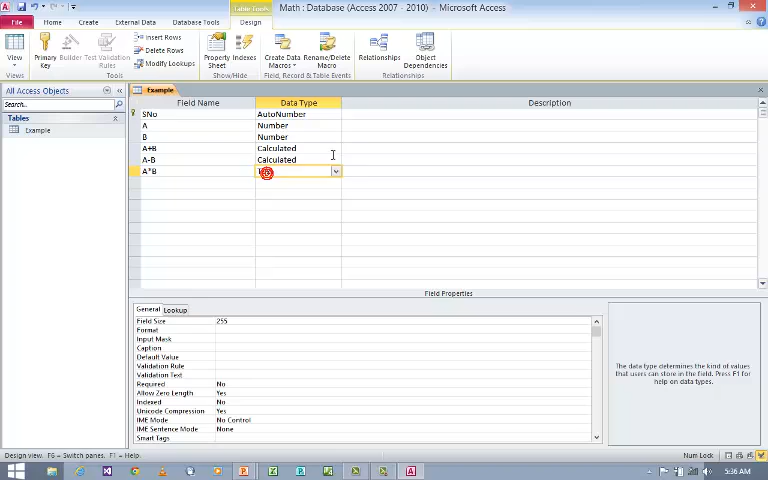 Table Tools
Math : Database (Access 2007 - 2010) - Microsoft Access
File Home Create External Data Database Tools Design
View
Views
Primary Key
Builder
Test Validation Rules
Insert Rows
Delete Rows
Modify Lookups
Tools
Property Sheet
Indexes
Show/Hide
Create Data Macros
Rename/Delete Macro
Field, Record & Table Events
Relationships
Object Dependencies
Relationships
All Access Objects
Search...
Tables
Example
Example
Field Name Data Type Description
SNo AutoNumber
A Number
B Number
A+B Calculated
A-B Calculated
A*B
Field Properties
General Lookup
Field Size 255
Format
Input Mask
Caption
Default Value
Validation Rule
Validation Text
Required No
Allow Zero Length Yes
Indexed No
Unicode Compression Yes
IME Mode No Control
IME Sentence Mode None
Smart Tags
The data type determines the kind of values
that users can store in the field. Press F1 for
help on data types.
Design view. F6 = Switch panes. F1 = Help. Num Lock
5:36 AM